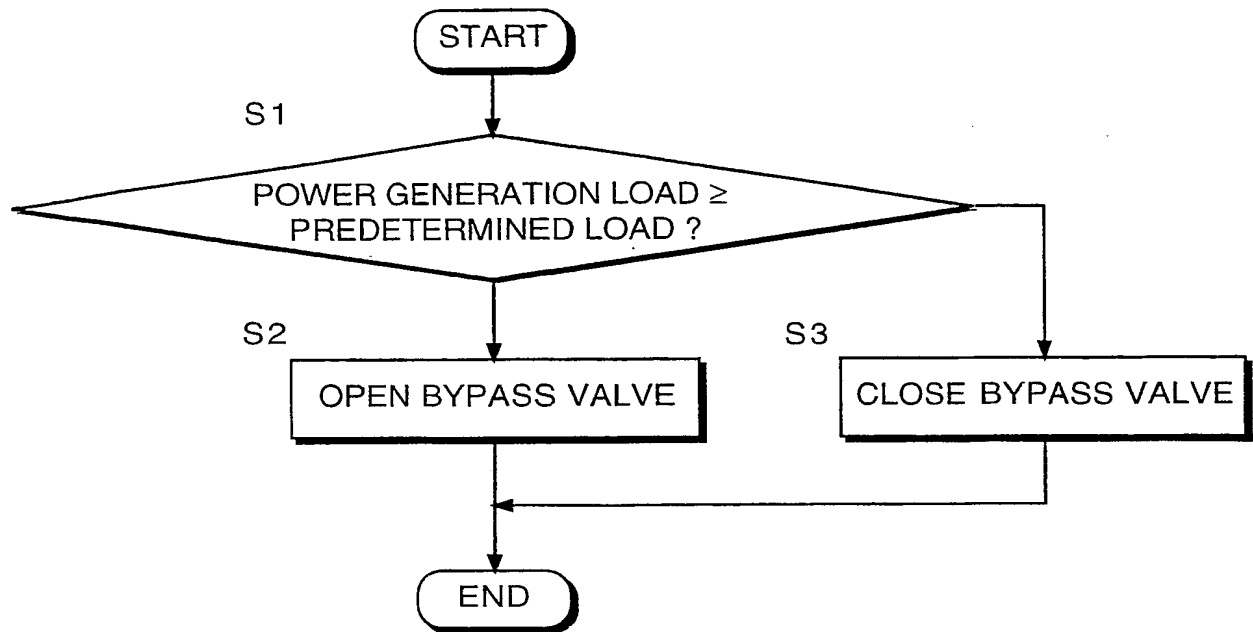 START
S1
POWER GENERATION LOAD ≥
PREDETERMINED LOAD ?
S2
OPEN BYPASS VALVE
S3
CLOSE BYPASS VALVE
END